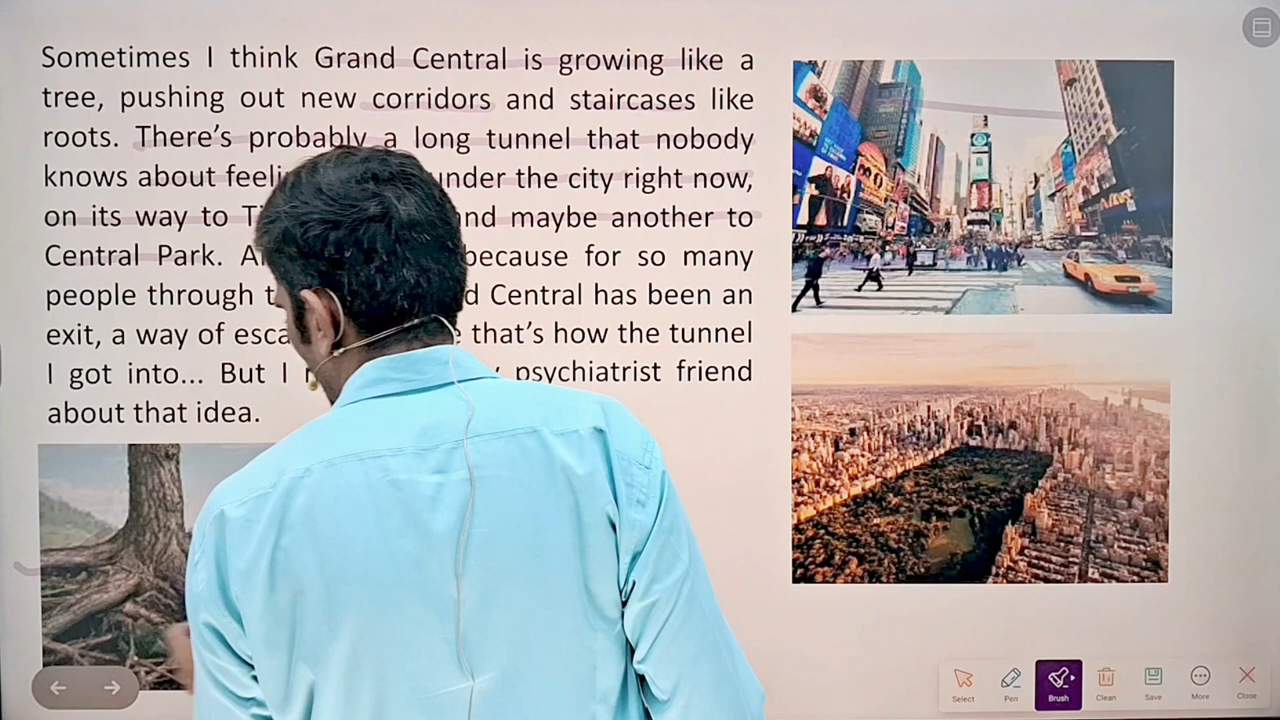 Sometimes I think Grand Central is growing like a
tree, pushing out new corridors and staircases like
roots. There's probably a long tunnel that nobody
knows about under the city right now,
on its way to and maybe another to
Central Park. because for so many
people through Central has been an
exit, a way of that's how the tunnel
I got into... But I psychiatrist friend
about that idea.
Select
Pen
Brush
Clean
Save
More
Close